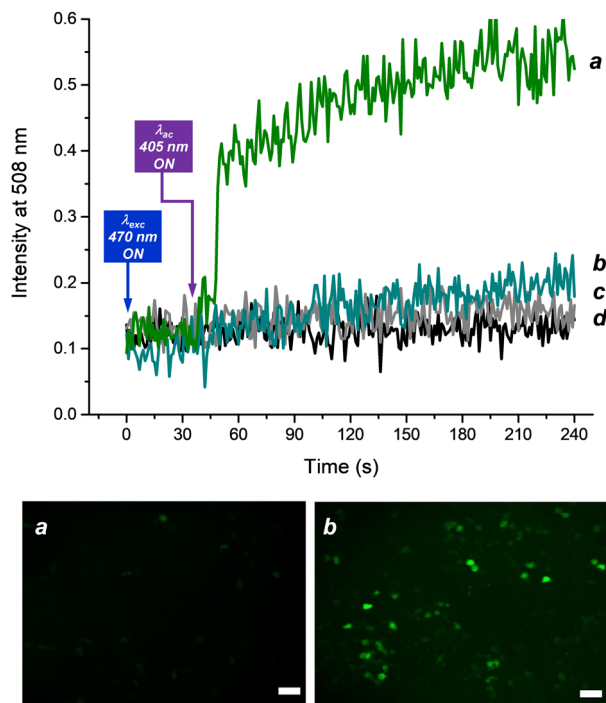 0.6
0.5
0.4
0.3
0.2
0.1
0.0
Intensity at 508 nm
λac
405 nm
ON
λexc
470 nm
ON
a
b
c
d
0 30 60 90 120 150 180 210 240
Time (s)
a b